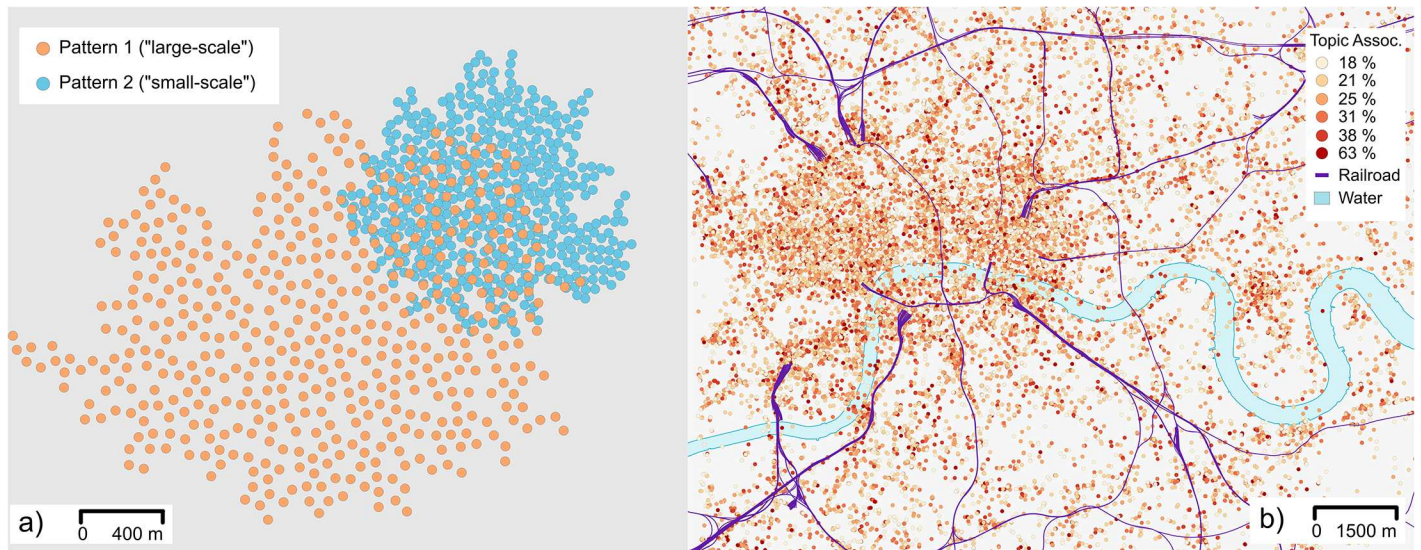 Pattern 1 ("large-scale")
Pattern 2 ("small-scale")
a)
0 400 m
Topic Assoc.
18 %
21 %
25 %
31 %
38 %
63 %
Railroad
Water
b)
0 1500 m